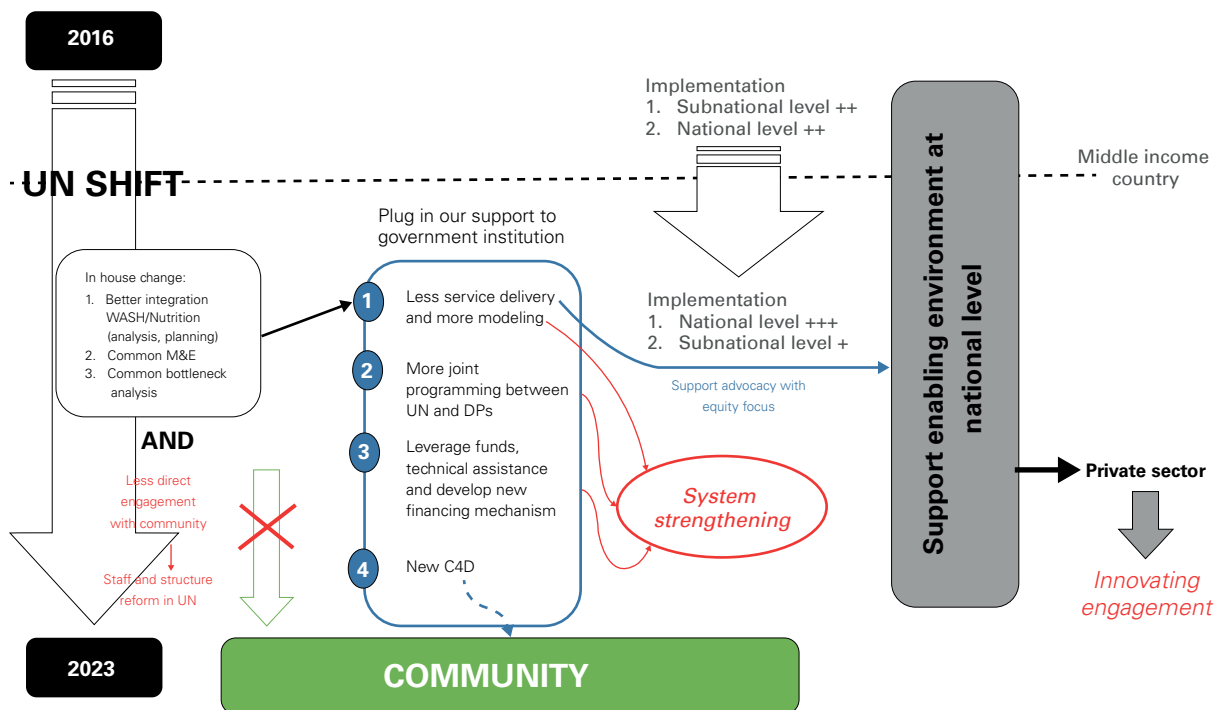 2016
UN SHIFT
In house change:
1. Better integration
WASH/Nutrition
(analysis, planning)
2. Common M&E
3. Common bottleneck
analysis
AND
Less direct
engagement
with community
Staff and structure
reform in UN
2023
Plug in our support to
government institution
1
Less service delivery
and more modeling
2
More joint
programming between
UN and DPs
3
Leverage funds,
technical assistance
and develop new
financing mechanism
4
New C4D
COMMUNITY
Implementation
1. Subnational level ++
2. National level ++
Implementation
1. National level +++
2. Subnational level +
Support advocacy with
equity focus
System
strengthening
Support enabling environment at
national level
Middle income
country
Private sector
Innovating
engagement